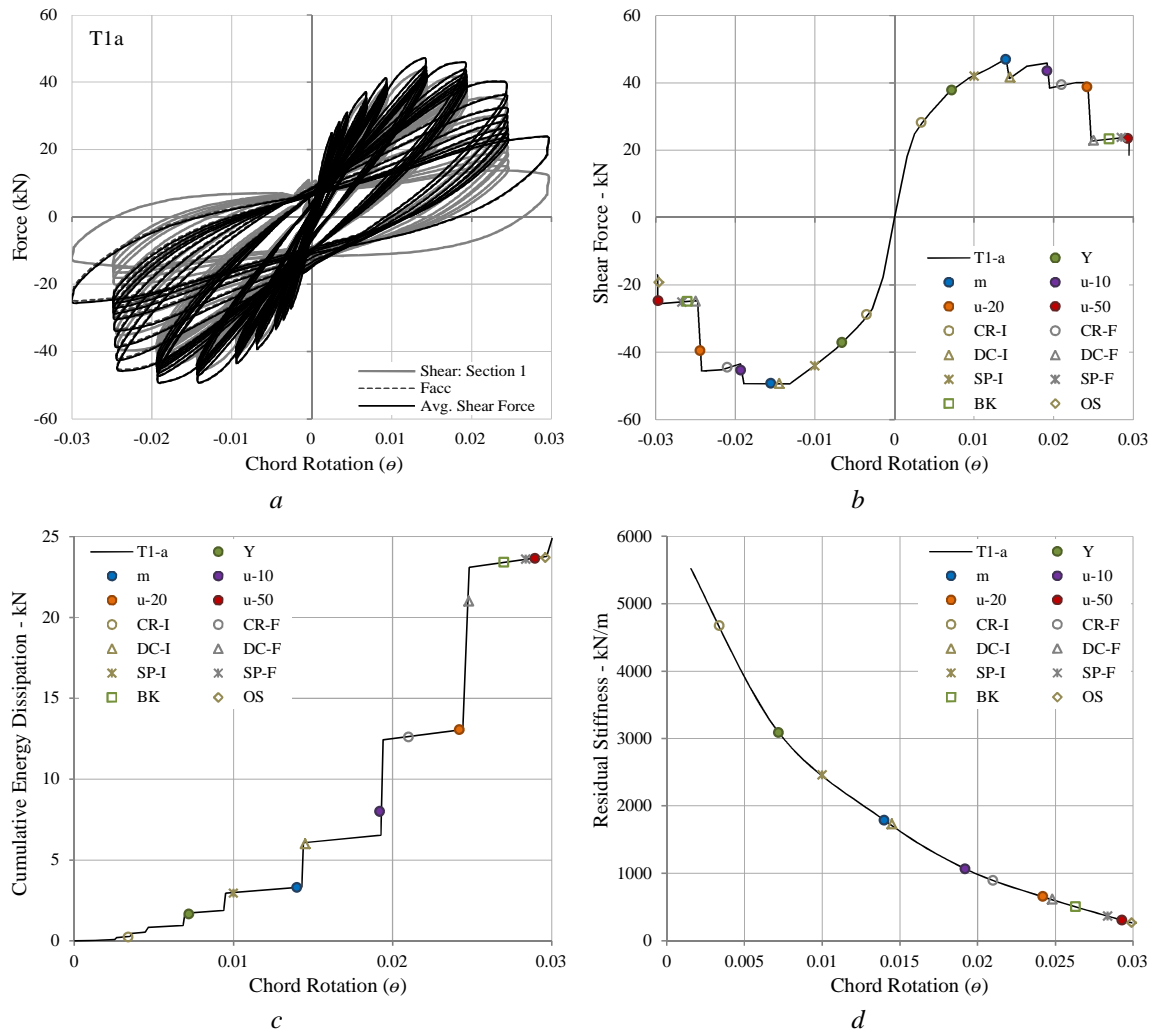 T1a
60
40
20
0
-20
-40
-60
-0.03 -0.02 -0.01 0 0.01 0.02 0.03
Force (kN)
Chord Rotation (ɵ)
Shear: Section 1
Facc
Avg. Shear Force
a
60
40
20
0
-20
-40
-60
-0.03 -0.02 -0.01 0 0.01 0.02 0.03
Shear Force - kN
Chord Rotation (ɵ)
T1-a Y
m u-10
u-20 u-50
CR-I CR-F
DC-I DC-F
SP-I SP-F
BK OS
b
25
20
15
10
5
0
0 0.01 0.02 0.03
Cumulative Energy Dissipation - kN
Chord Rotation (ɵ)
T1-a Y
m u-10
u-20 u-50
CR-I CR-F
DC-I DC-F
SP-I SP-F
BK OS
c
6000
5000
4000
3000
2000
1000
0
0 0.005 0.01 0.015 0.02 0.025 0.03
Residual Stiffness - kN/m
Chord Rotation (ɵ)
T1-a Y
m u-10
u-20 u-50
CR-I CR-F
DC-I DC-F
SP-I SP-F
BK OS
d